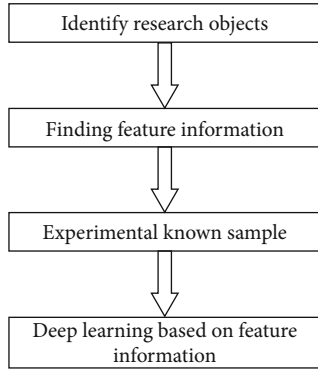 Identify research objects
Finding feature information
Experimental known sample
Deep learning based on feature
information